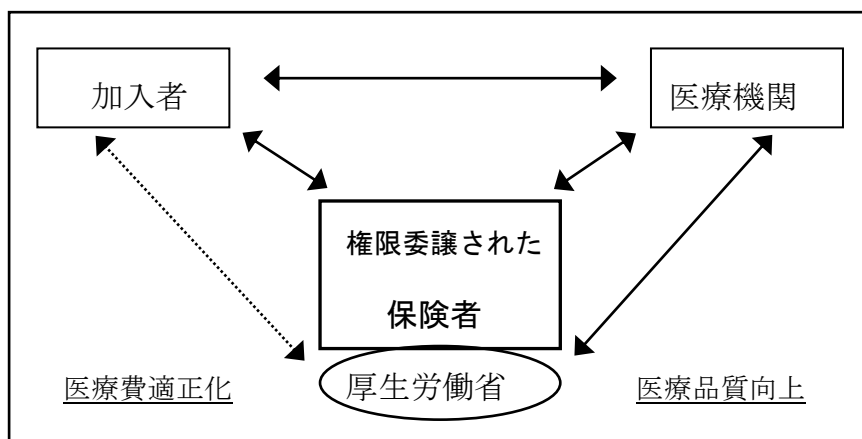 加入者
医療機関
権限委譲された
保険者
厚生労働省
医療費適正化
医療品質向上